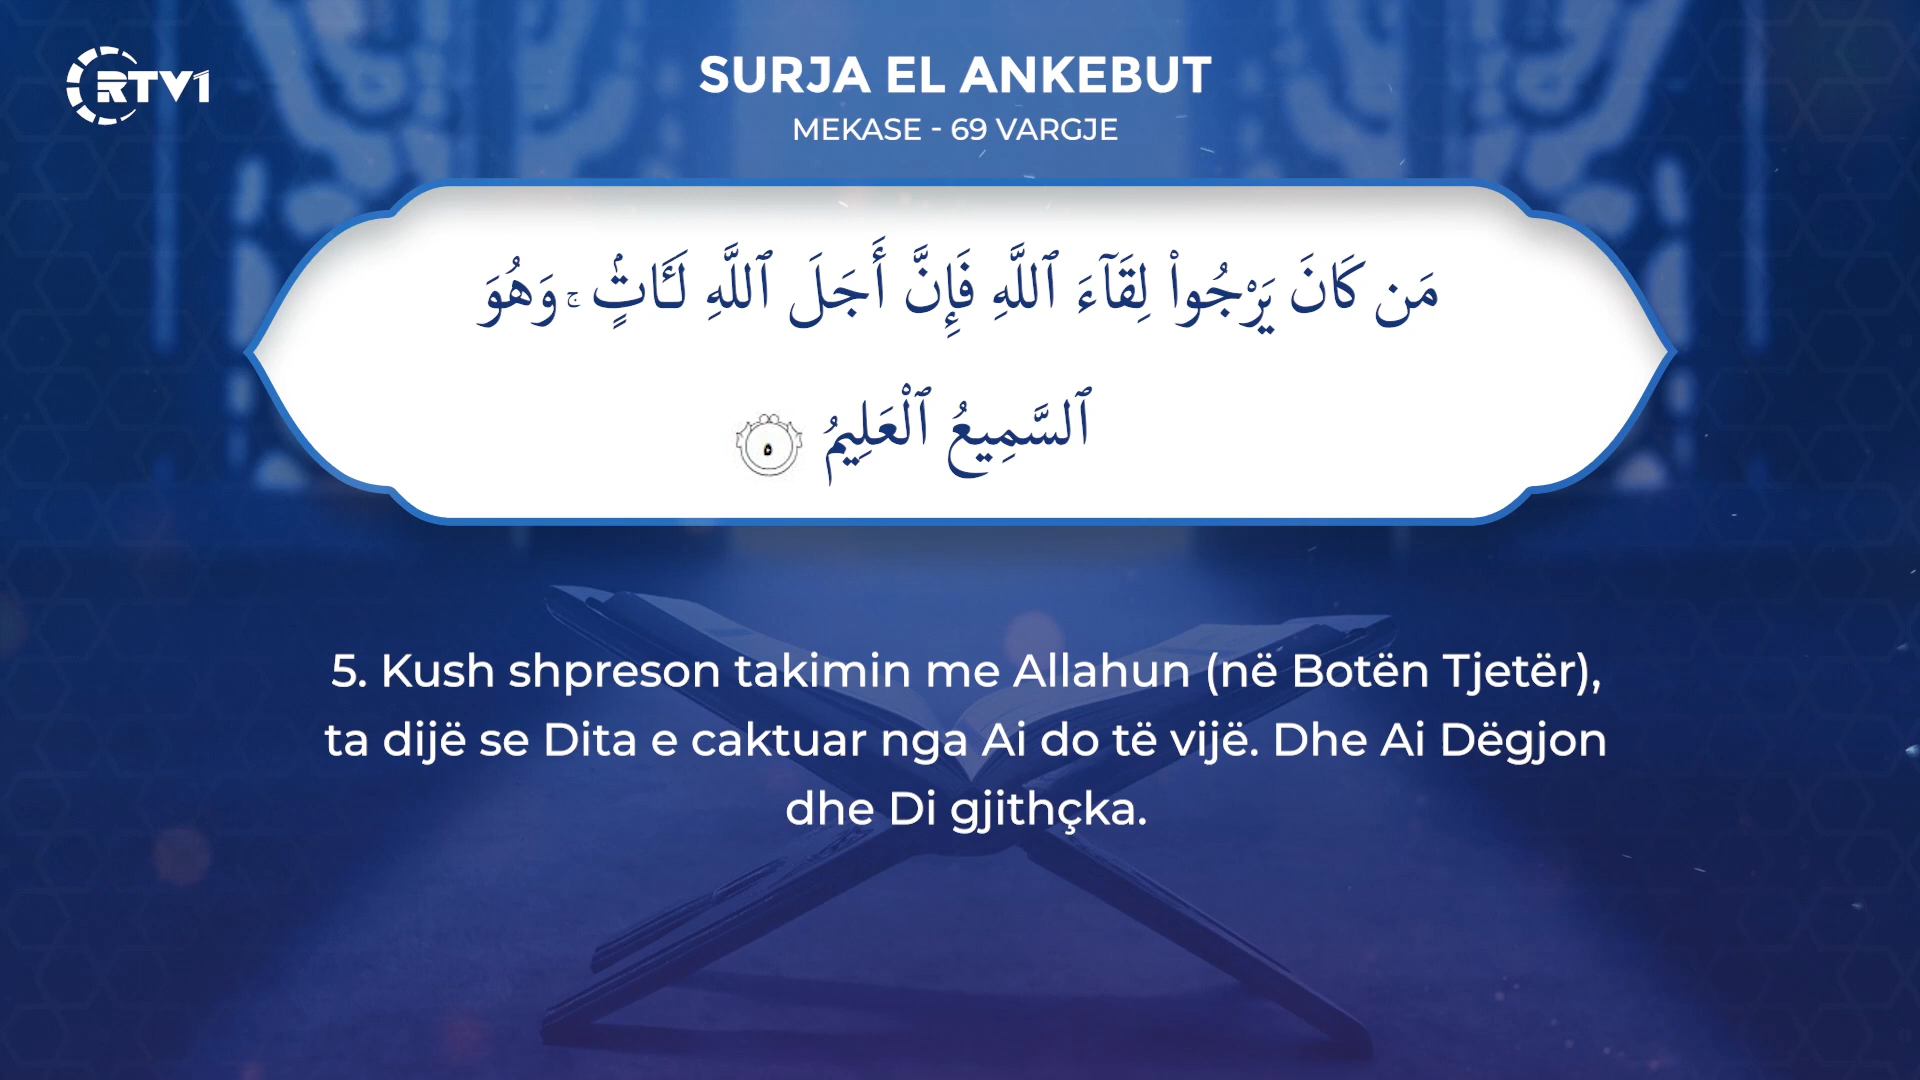 RTV1
SURJA EL ANKEBUT
MEKASE - 69 VARGJE
مَن كَانَ يَرْجُوا۟ لِقَآءَ ٱللَّهِ فَإِنَّ أَجَلَ ٱللَّهِ لَـَٔاتٍۢ ۚ وَهُوَ
ٱلسَّمِيعُ ٱلْعَلِيمُ ٥
5. Kush shpreson takimin me Allahun (në Botën Tjetër),
ta dijë se Dita e caktuar nga Ai do të vijë. Dhe Ai Dëgjon
dhe Di gjithçka.